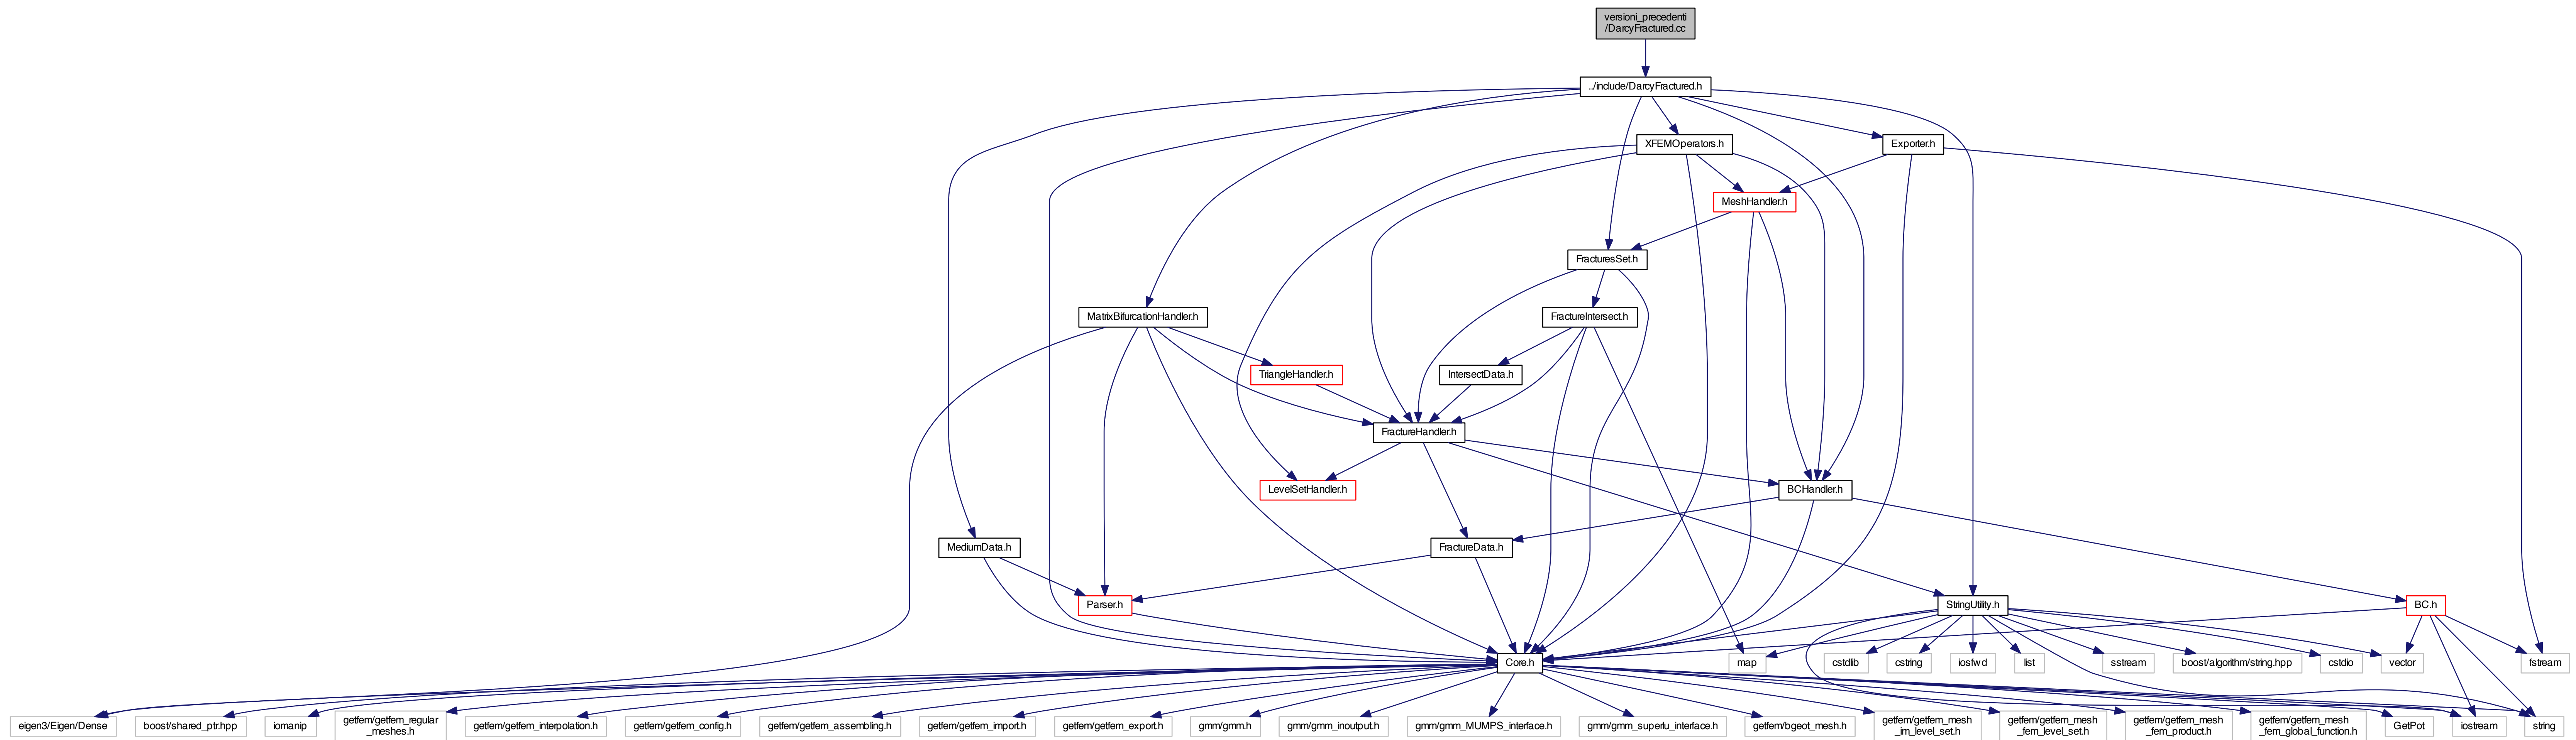 versioni_precedenti
/DarcyFractured.cc
../include/DarcyFractured.h
XFEMOperators.h
Exporter.h
MeshHandler.h
FracturesSet.h
MatrixBifurcationHandler.h
FractureIntersect.h
TriangleHandler.h
IntersectData.h
FractureHandler.h
LevelSetHandler.h
BCHandler.h
MediumData.h
FractureData.h
Parser.h
StringUtility.h
BC.h
Core.h
map
cstdlib
cstring
iosfwd
list
sstream
boost/algorithm/string.hpp
cstdio
vector
fstream
eigen3/Eigen/Dense
boost/shared_ptr.hpp
iomanip
getfem/getfem_regular
_meshes.h
getfem/getfem_interpolation.h
getfem/getfem_config.h
getfem/getfem_assembling.h
getfem/getfem_import.h
getfem/getfem_export.h
gmm/gmm.h
gmm/gmm_inoutput.h
gmm/gmm_MUMPS_interface.h
gmm/gmm_superlu_interface.h
getfem/bgeot_mesh.h
getfem/getfem_mesh
_im_level_set.h
getfem/getfem_mesh
_fem_level_set.h
getfem/getfem_mesh
_fem_product.h
getfem/getfem_mesh
_fem_global_function.h
GetPot
iostream
string